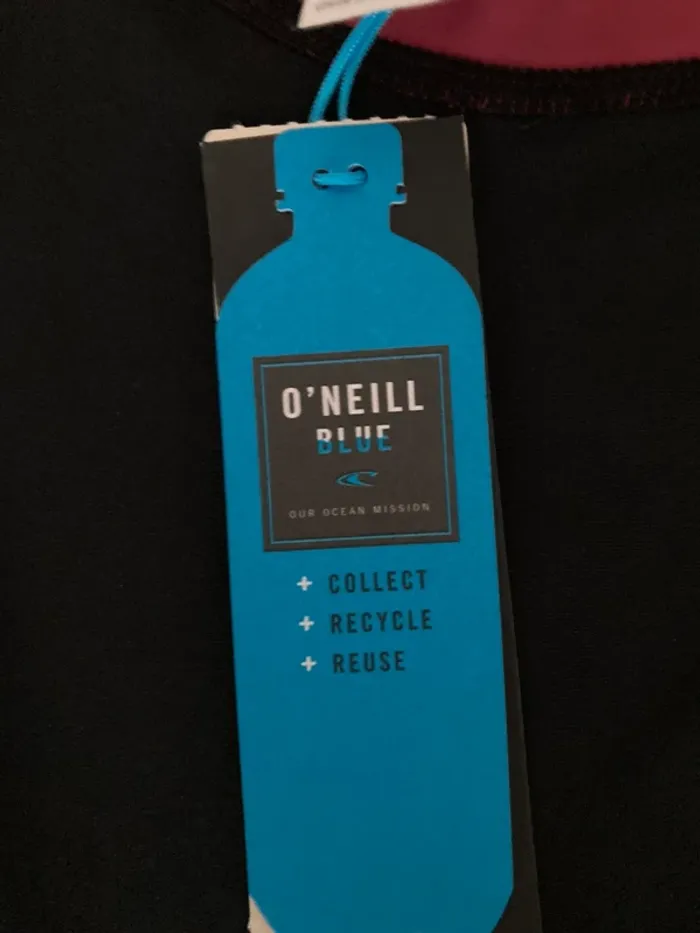 O'NEILL
BLUE
OUR OCEAN MISSION
+ COLLECT
+ RECYCLE
+ REUSE